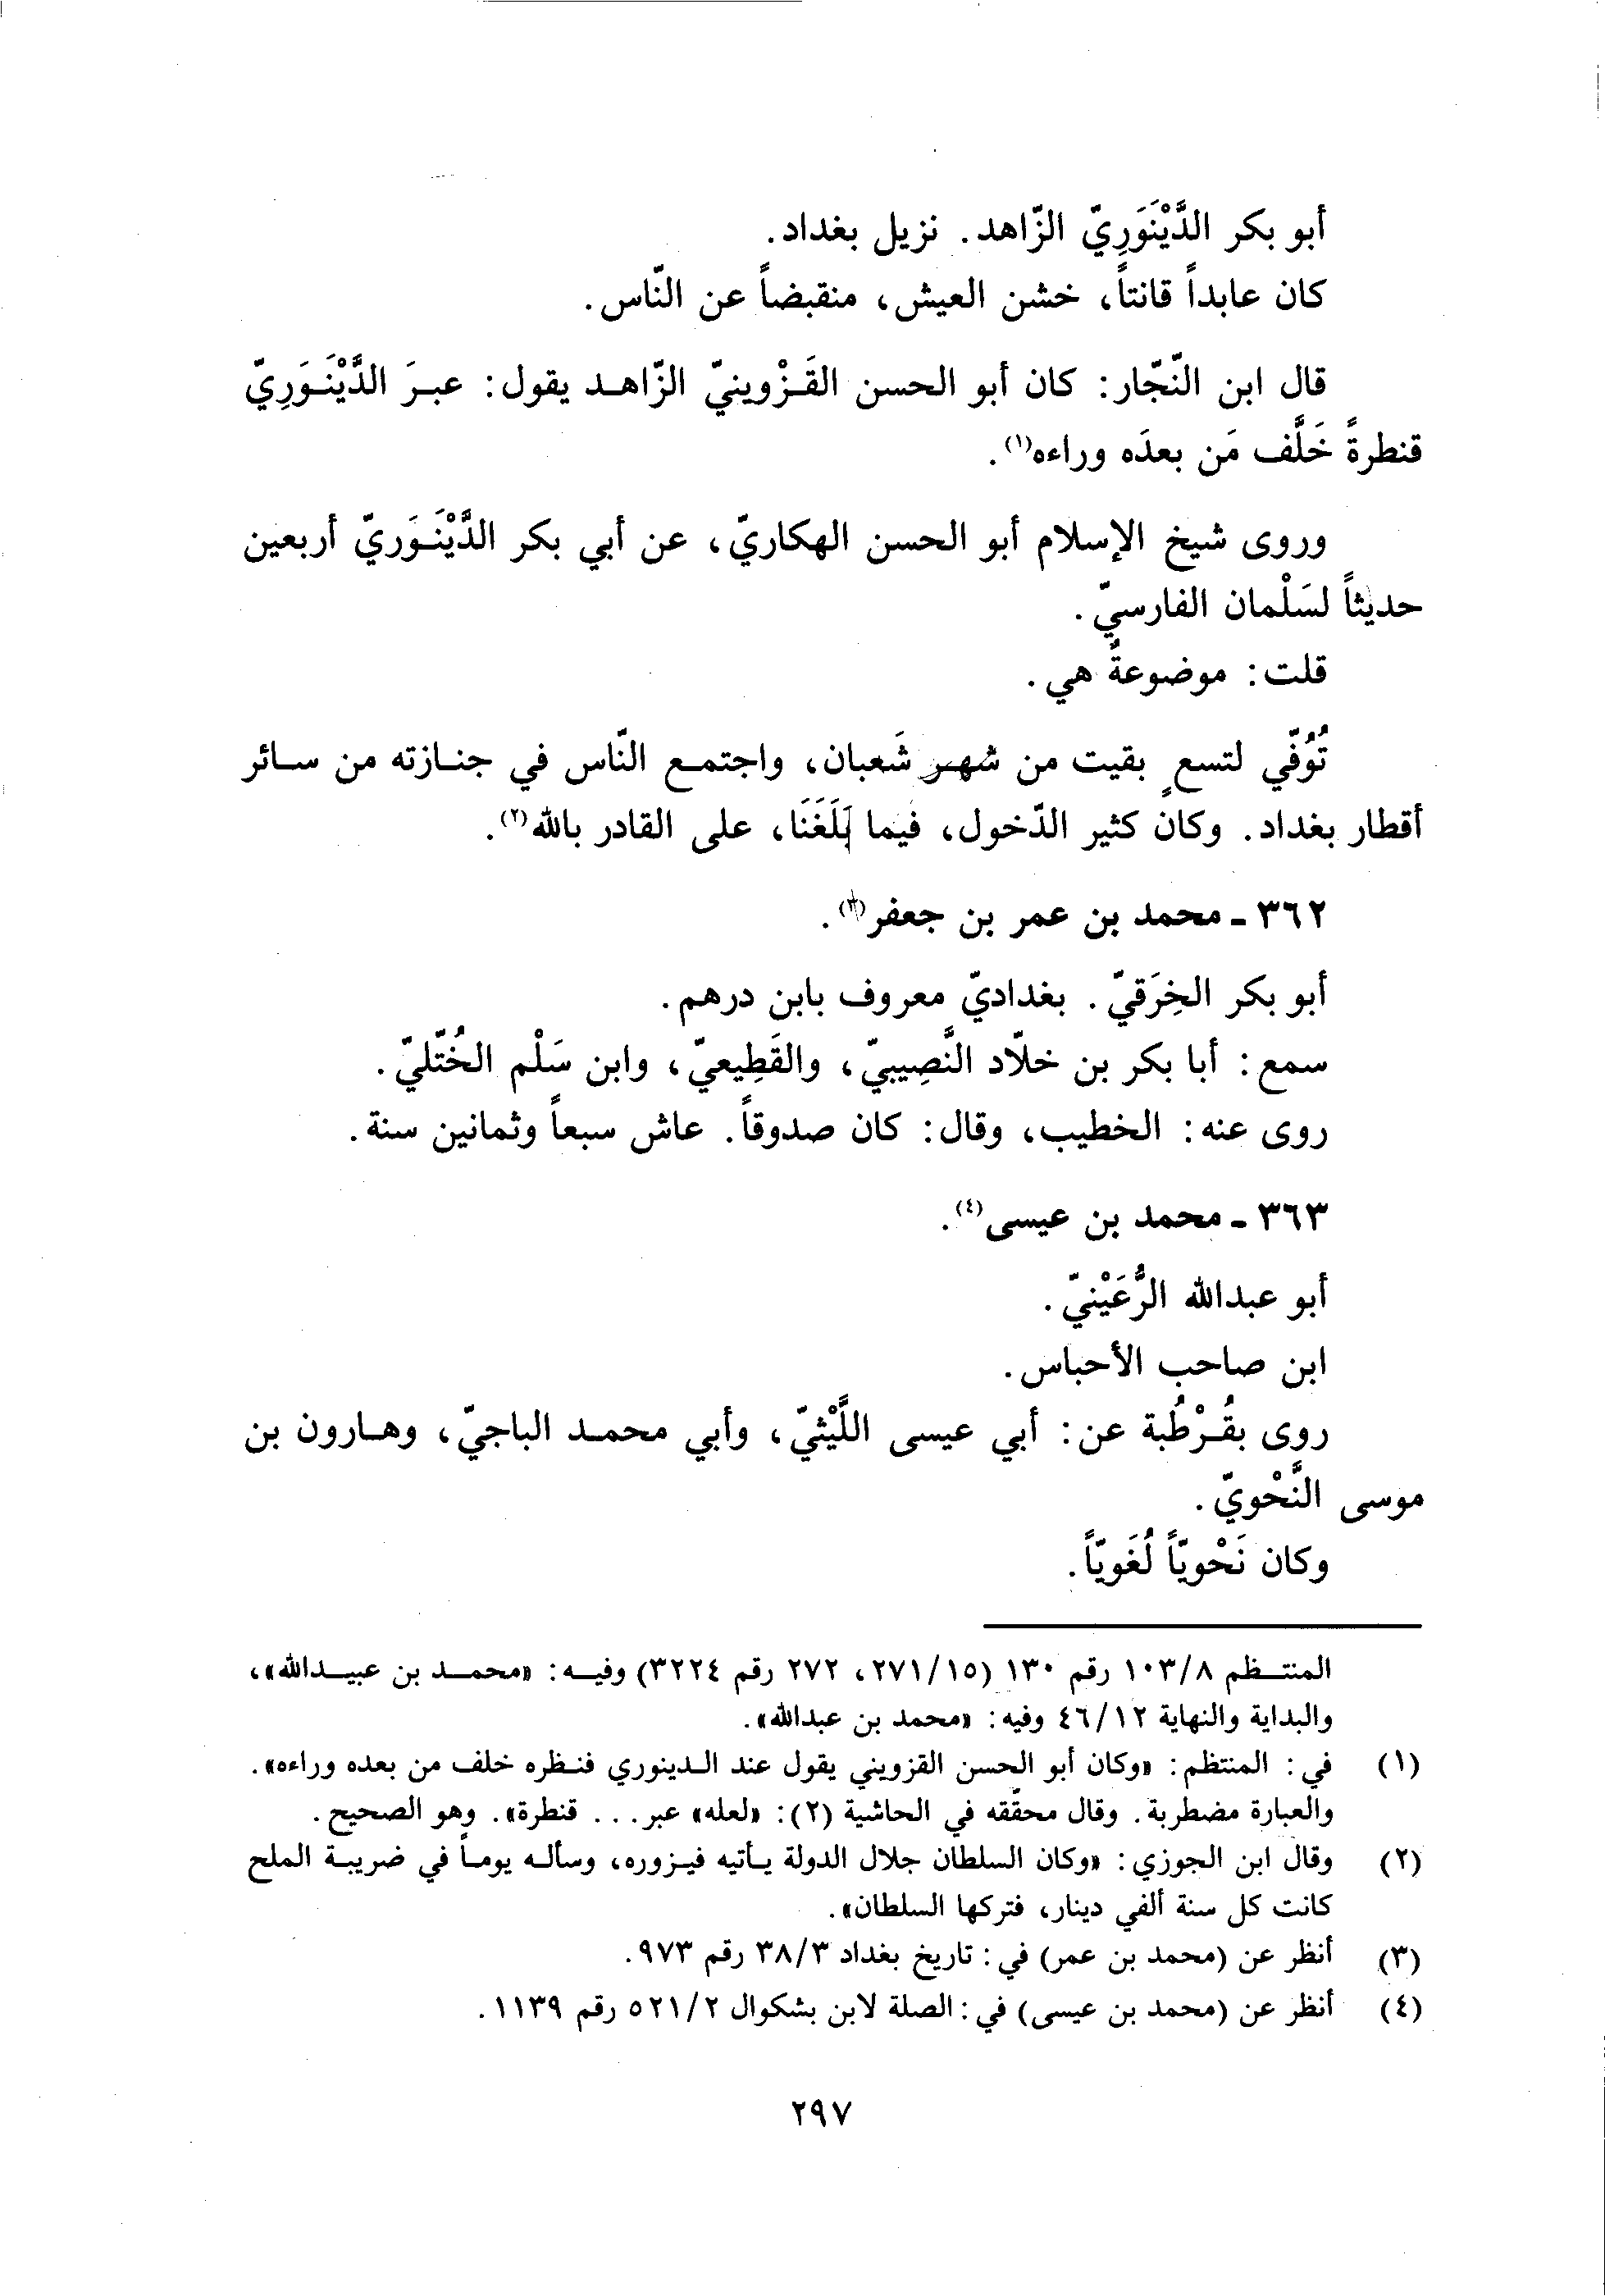 أبو بكر الدَّيْنَوَرِيّ الزّاهد. نزيل بغداد.
كان عابداً قانتاً، خشن العيش، منقبضاً عن النّاس.
قال ابن النّجّار: كان أبو الحسن القَزْوينيّ الزّاهد يقول: عبرَ الدَّيْنَوَرِيّ
قنطرةً خَلَّف مَن بعدَه وراءه(١).
وروى شيخ الإسلام أبو الحسن الهكاريّ، عن أبي بكر الدَّيْنَوَريّ أربعين
حديثاً لسَلْمان الفارسيّ.
قلت: موضوعةٌ هي.
تُوُفّي لتسعٍ بقيت من شهر شَعبان، واجتمع النّاس في جنازته من سائر
أقطار بغداد. وكان كثير الدّخول، فيما بَلَغَنَا، على القادر بالله(٢).
٣٦٢ - محمد بن عمر بن جعفر(٣).
أبو بكر الخِرَقيّ. بغداديّ معروف بابن درهم.
سمع: أبا بكر بن خلّاد النَّصِيبيّ، والقَطِيعيّ، وابن سَلْم الخُتّليّ.
روى عنه: الخطيب، وقال: كان صدوقاً. عاش سبعاً وثمانين سنة.
٣٦٣ - محمد بن عيسى(٤).
أبو عبدالله الرُّعَيْنيّ.
ابن صاحب الأحباس.
روى بقُرْطُبة عن: أبي عيسى اللَّيْثيّ، وأبي محمد الباجيّ، وهارون بن
موسى النَّحْويّ.
وكان نَحْويّاً لُغَويّاً.
المنتظم ١٠٣/٨ رقم ١٣٠ (٢٧١/١٥، ٢٧٢ رقم ٣٢٢٤) وفيه: «محمد بن عبيدالله»،
والبداية والنهاية ٤٦/١٢ وفيه: «محمد بن عبدالله».
(١) في: المنتظم: «وكان أبو الحسن القزويني يقول عند الدينوري فنظره خلف من بعده وراءه».
والعبارة مضطربة. وقال محقّقه في الحاشية (٢): «لعله» عبر... قنطرة». وهو الصحيح.
(٢) وقال ابن الجوزي: «وكان السلطان جلال الدولة يأتيه فيزوره، وسأله يوماً في ضريبة الملح
كانت كل سنة ألفي دينار، فتركها السلطان».
(٣) أنظر عن (محمد بن عمر) في: تاريخ بغداد ٣٨/٣ رقم ٩٧٣.
(٤) أنظر عن (محمد بن عيسى) في: الصلة لابن بشكوال ٥٢١/٢ رقم ١١٣٩.
٢٩٧